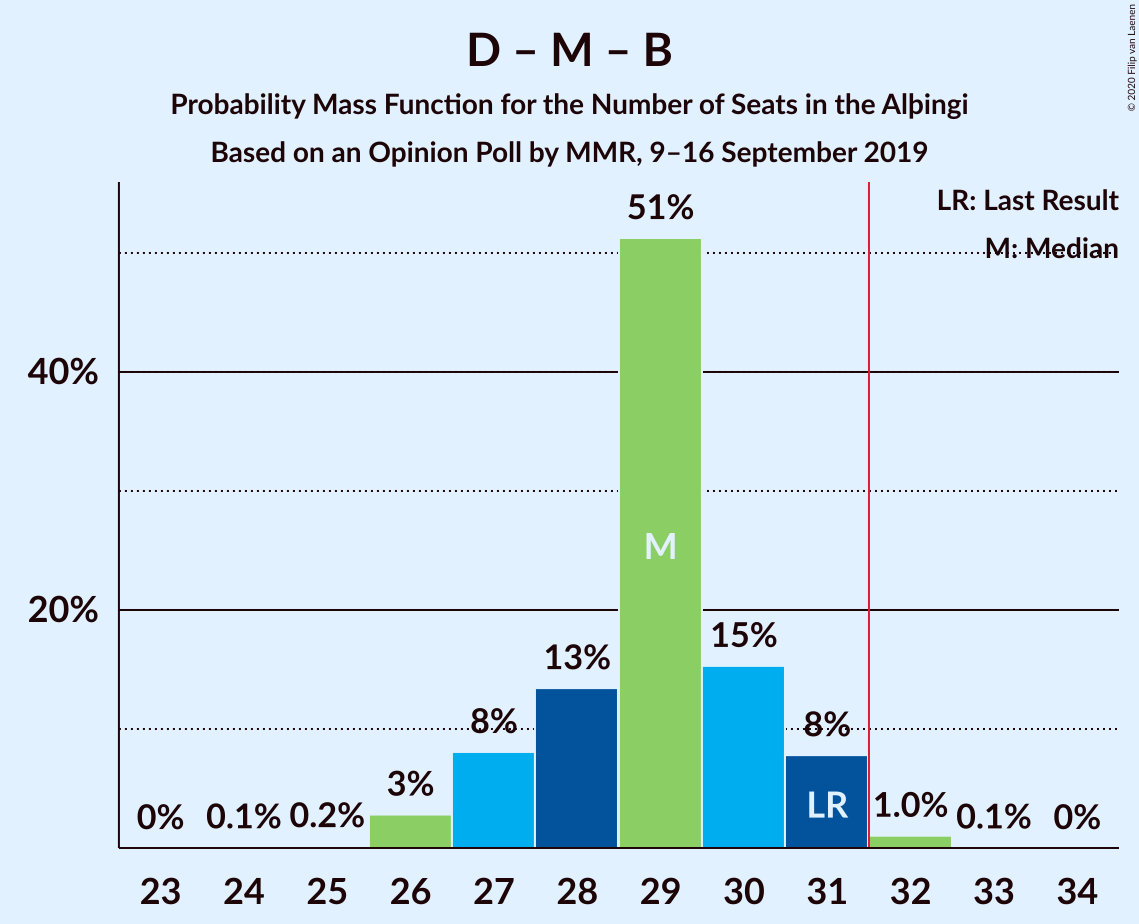 D – M – B
Probability Mass Function for the Number of Seats in the Alþingi
Based on an Opinion Poll by MMR, 9–16 September 2019
© 2020 Filip van Laenen
LR: Last Result
M: Median
40%
20%
0%
0.1%
0.2%
3%
8%
13%
51%
15%
8%
1.0%
0.1%
0%
M
LR
23 24 25 26 27 28 29 30 31 32 33 34